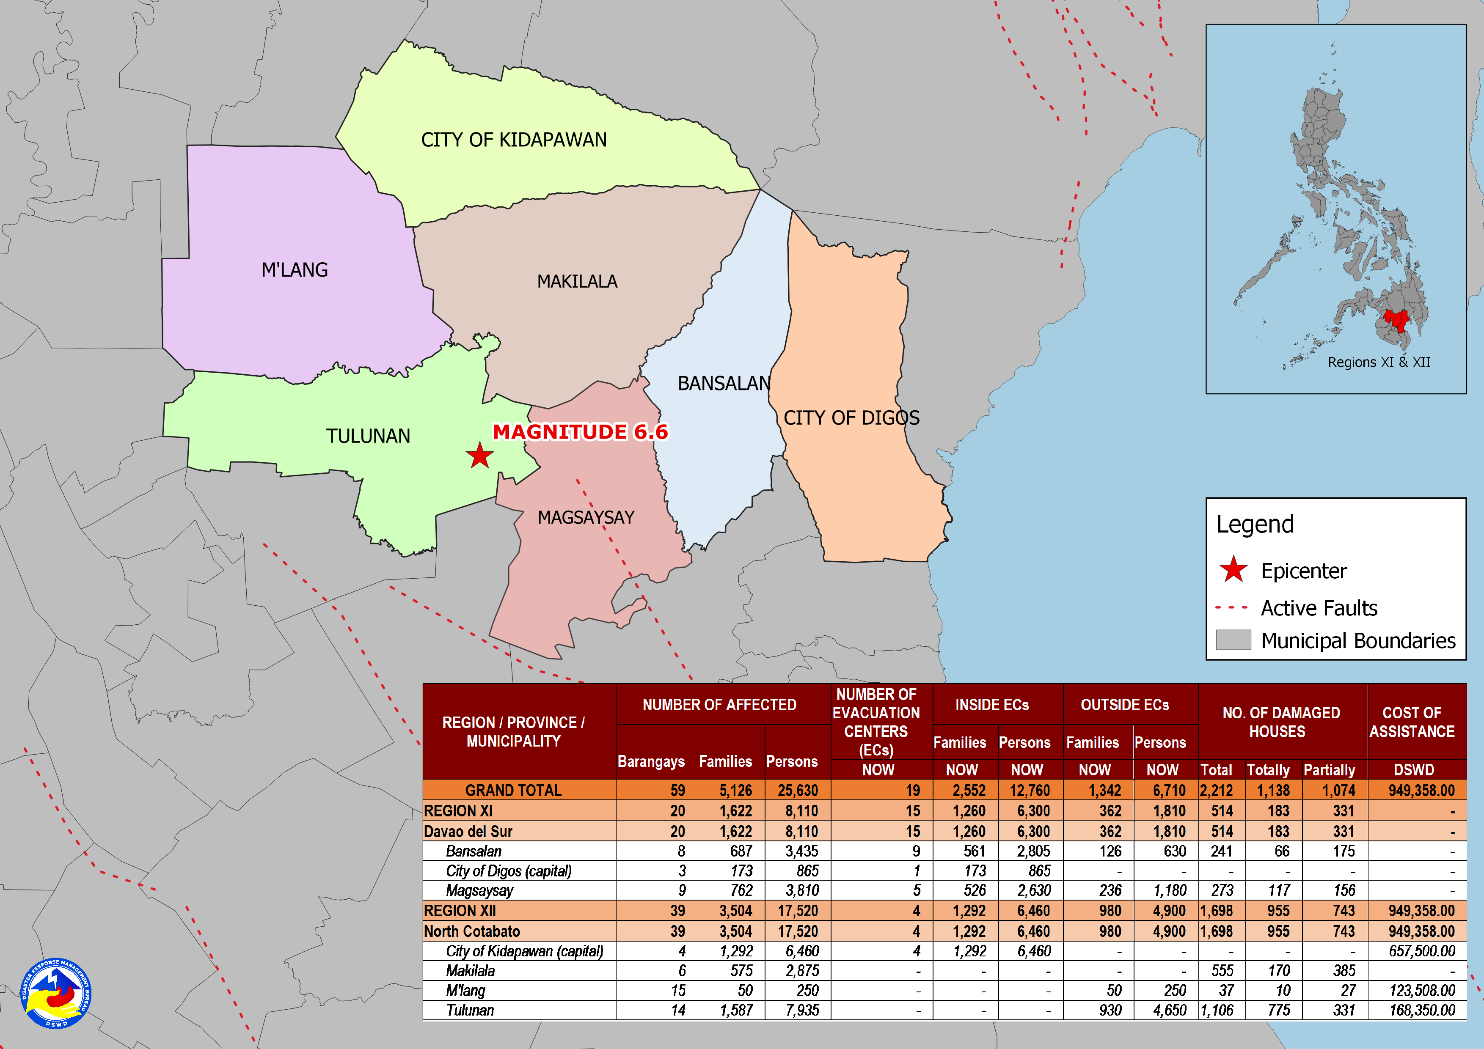 CITY OF KIDAPAWAN
M'LANG
MAKILALA
BANSALAN
CITY OF DIGOS
TULUNAN
MAGNITUDE 6.6
MAGSAYSAY
Regions XI & XII
Legend
Epicenter
Active Faults
Municipal Boundaries
REGION / PROVINCE / MUNICIPALITY NUMBER OF AFFECTED NUMBER OF EVACUATION CENTERS (ECs) INSIDE ECs OUTSIDE ECs NO. OF DAMAGED HOUSES COST OF ASSISTANCE
Barangays Families Persons Families Persons Families Persons
NOW NOW NOW NOW NOW Total Totally Partially DSWD
GRAND TOTAL 59 5,126 25,630 19 2,552 12,760 1,342 6,710 2,212 1,138 1,074 949,358.00
REGION XI 20 1,622 8,110 15 1,260 6,300 362 1,810 514 183 331 -
Davao del Sur 20 1,622 8,110 15 1,260 6,300 362 1,810 514 183 331 -
Bansalan 8 687 3,435 9 561 2,805 126 630 241 66 175 -
City of Digos (capital) 3 173 865 1 173 865 - - - - - -
Magsaysay 9 762 3,810 5 526 2,630 236 1,180 273 117 156 -
REGION XII 39 3,504 17,520 4 1,292 6,460 980 4,900 1,698 955 743 949,358.00
North Cotabato 39 3,504 17,520 4 1,292 6,460 980 4,900 1,698 955 743 949,358.00
City of Kidapawan (capital) 4 1,292 6,460 4 1,292 6,460 - - - - - 657,500.00
Makilala 6 575 2,875 - - - - - 555 170 385 -
M'lang 15 50 250 - - - 50 250 37 10 27 123,508.00
Tulunan 14 1,587 7,935 - - - 930 4,650 1,106 775 331 168,350.00
DISASTER RESPONSE MANAGEMENT BUREAU
DSWD